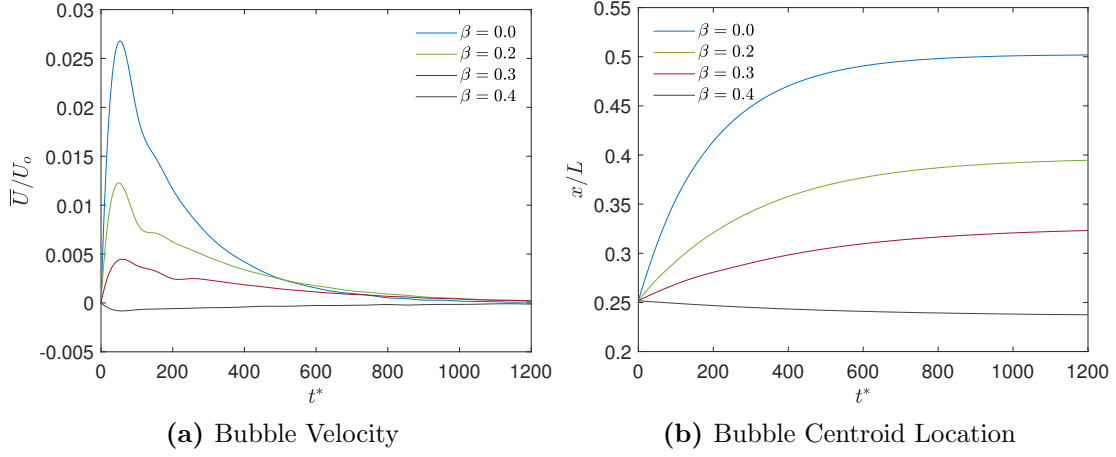 0.03
0.025
0.02
0.015
0.01
0.005
0
-0.005
U̅/U_o
0 200 400 600 800 1000 1200
t*
β = 0.0
β = 0.2
β = 0.3
β = 0.4
(a) Bubble Velocity
0.55
0.5
0.45
0.4
0.35
0.3
0.25
0.2
x/L
0 200 400 600 800 1000 1200
t*
β = 0.0
β = 0.2
β = 0.3
β = 0.4
(b) Bubble Centroid Location